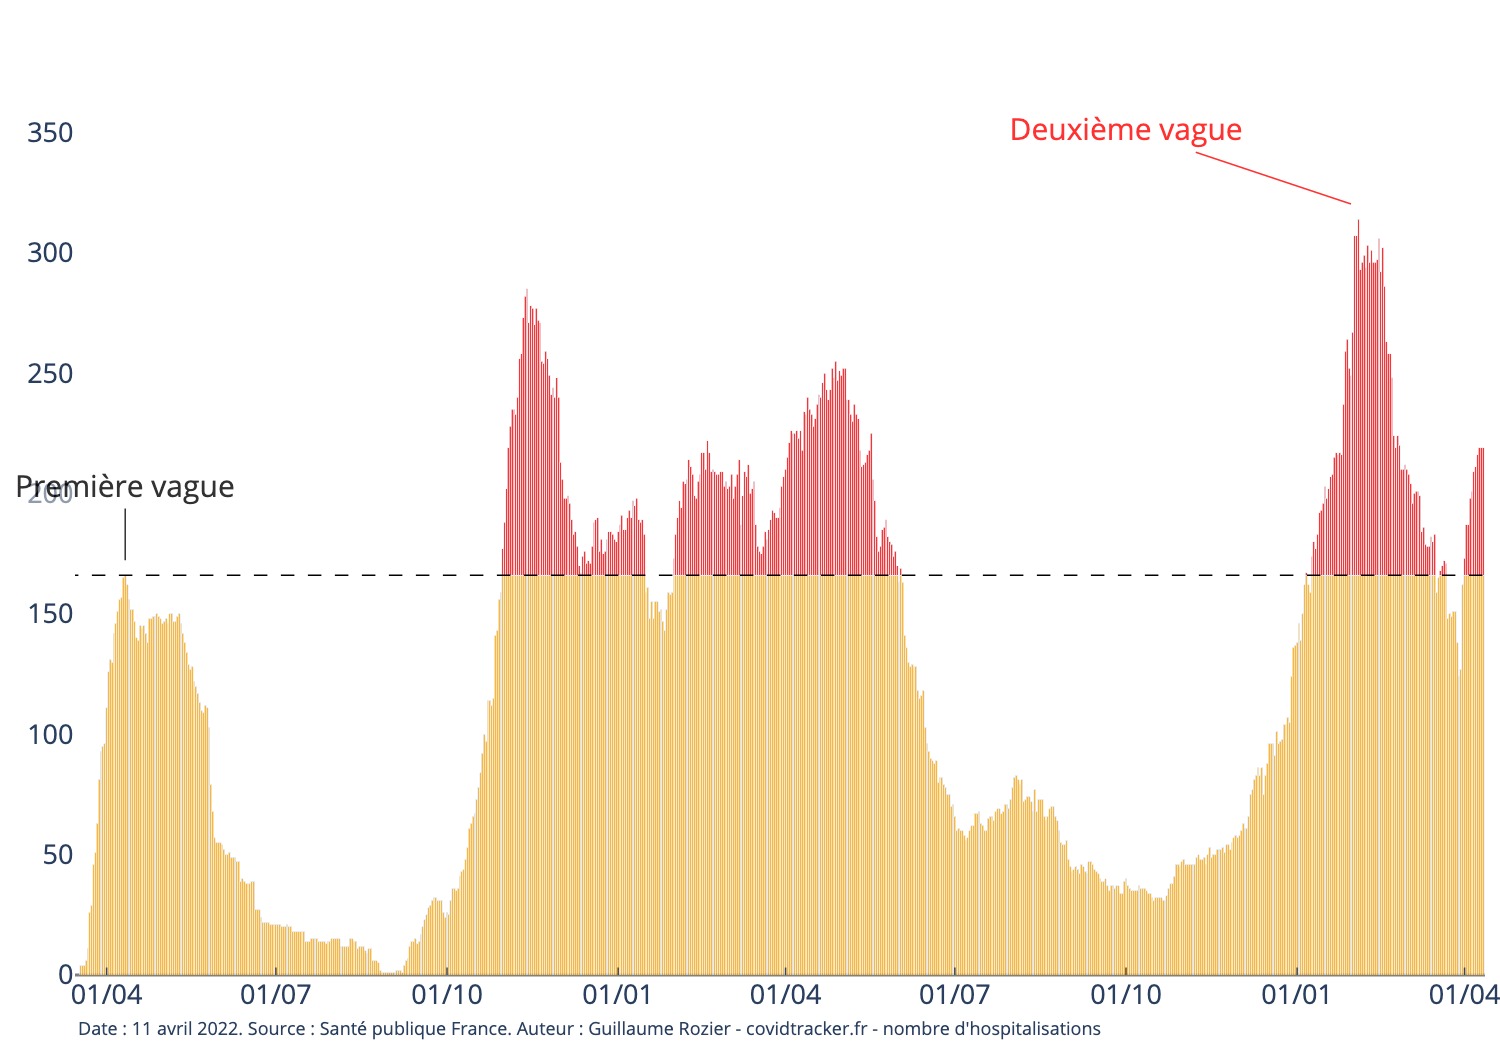 350
Deuxième vague
300
250
Première vague
200
150
100
50
0
01/04 01/07 01/10 01/01 01/04 01/07 01/10 01/01 01/04
Date : 11 avril 2022. Source : Santé publique France. Auteur : Guillaume Rozier - covidtracker.fr - nombre d'hospitalisations